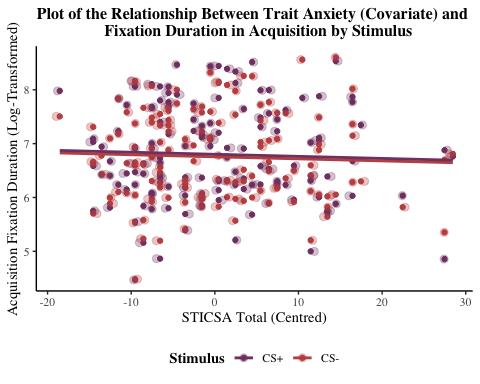 Plot of the Relationship Between Trait Anxiety (Covariate) and
Fixation Duration in Acquisition by Stimulus
Acquisition Fixation Duration (Log-Transformed)
8
7
6
5
-20
-10
0
10
20
30
STICSA Total (Centred)
Stimulus
CS+
CS-